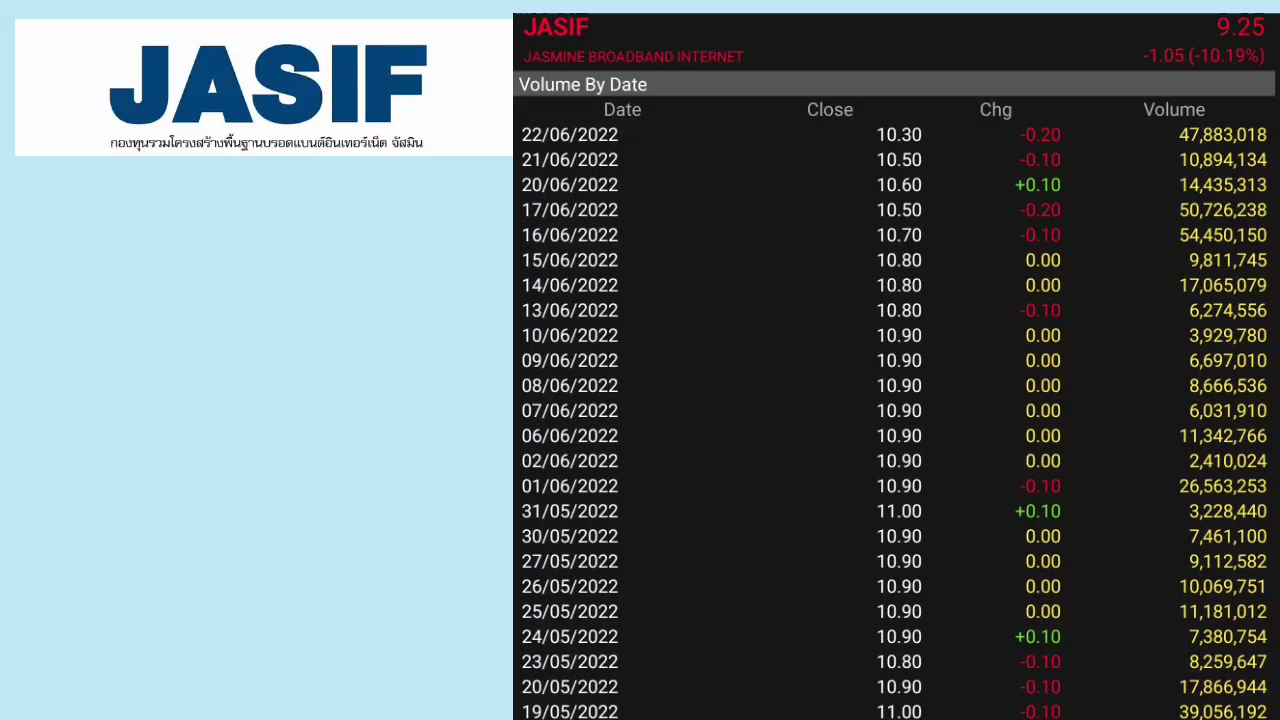 JASIF
กองทุนรวมโครงสร้างพื้นฐานบรอดแบนด์อินเทอร์เน็ต จัสมิน
JASIF 9.25
JASMINE BROADBAND INTERNET -1.05 (-10.19%)
Volume By Date
Date Close Chg Volume
22/06/2022 10.30 -0.20 47,883,018
21/06/2022 10.50 -0.10 10,894,134
20/06/2022 10.60 +0.10 14,435,313
17/06/2022 10.50 -0.20 50,726,238
16/06/2022 10.70 -0.10 54,450,150
15/06/2022 10.80 0.00 9,811,745
14/06/2022 10.80 0.00 17,065,079
13/06/2022 10.80 -0.10 6,274,556
10/06/2022 10.90 0.00 3,929,780
09/06/2022 10.90 0.00 6,697,010
08/06/2022 10.90 0.00 8,666,536
07/06/2022 10.90 0.00 6,031,910
06/06/2022 10.90 0.00 11,342,766
02/06/2022 10.90 0.00 2,410,024
01/06/2022 10.90 -0.10 26,563,253
31/05/2022 11.00 +0.10 3,228,440
30/05/2022 10.90 0.00 7,461,100
27/05/2022 10.90 0.00 9,112,582
26/05/2022 10.90 0.00 10,069,751
25/05/2022 10.90 0.00 11,181,012
24/05/2022 10.90 +0.10 7,380,754
23/05/2022 10.80 -0.10 8,259,647
20/05/2022 10.90 -0.10 17,866,944
19/05/2022 11.00 -0.10 39,056,192